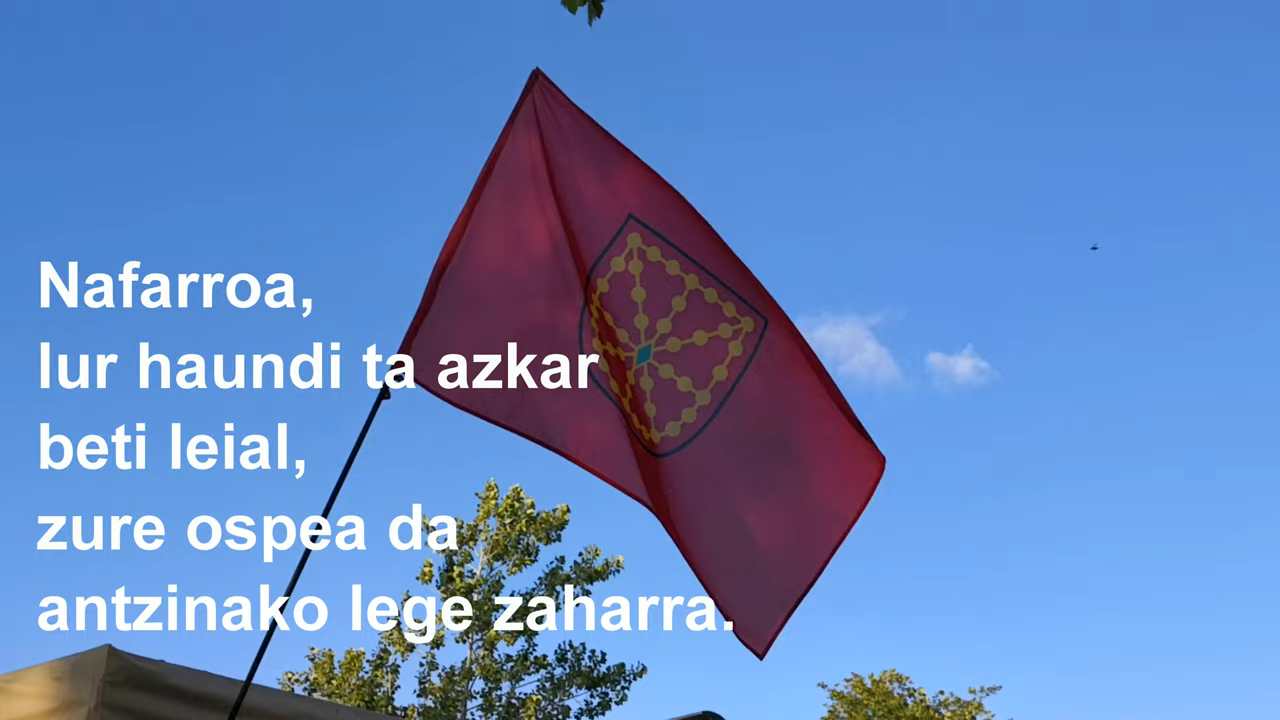 Nafarroa,
lur haundi ta azkar
beti leial,
zure ospea da
antzinako lege zaharra.